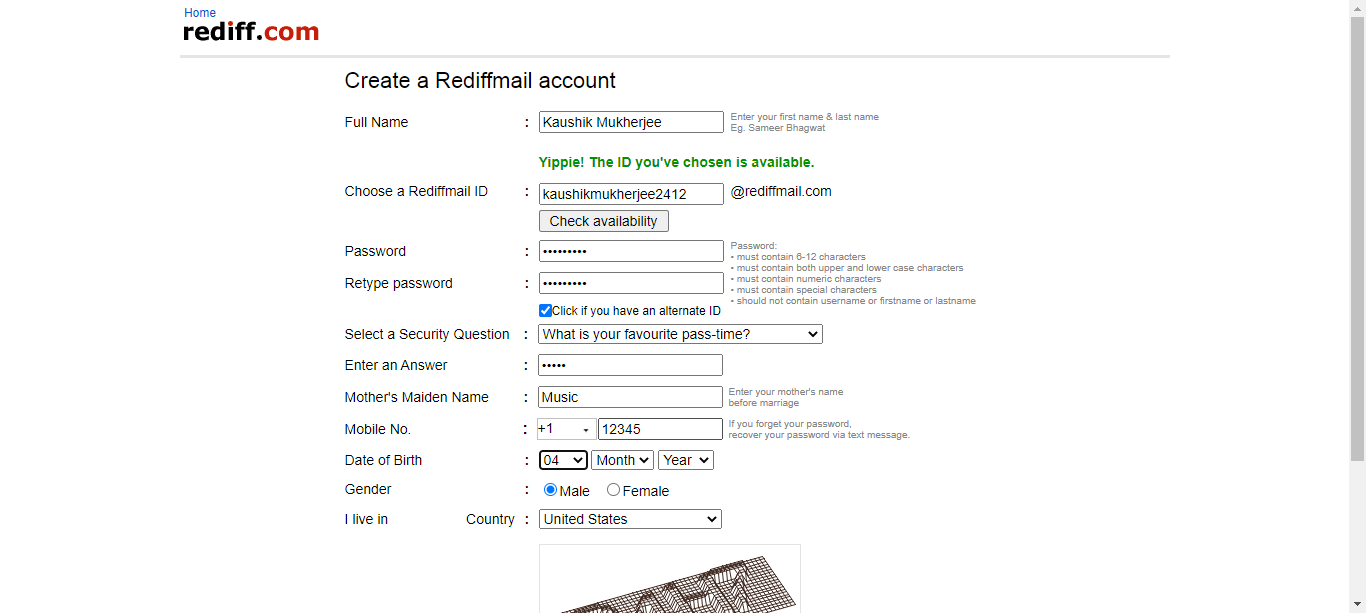 Home
rediff.com
Create a Rediffmail account
Full Name : Kaushik Mukherjee Enter your first name & last name
Eg. Sameer Bhagwat
Yippie! The ID you've chosen is available.
Choose a Rediffmail ID : kaushikmukherjee2412 @rediffmail.com
Check availability
Password : ••••••••• Password:
• must contain 6-12 characters
• must contain both upper and lower case characters
• must contain numeric characters
• must contain special characters
• should not contain username or firstname or lastname
Retype password : •••••••••
Click if you have an alternate ID
Select a Security Question : What is your favourite pass-time?
Enter an Answer : •••••
Mother's Maiden Name : Music Enter your mother's name
before marriage
Mobile No. : +1 12345 If you forget your password,
recover your password via text message.
Date of Birth : 04 Month Year
Gender : Male Female
I live in Country : United States